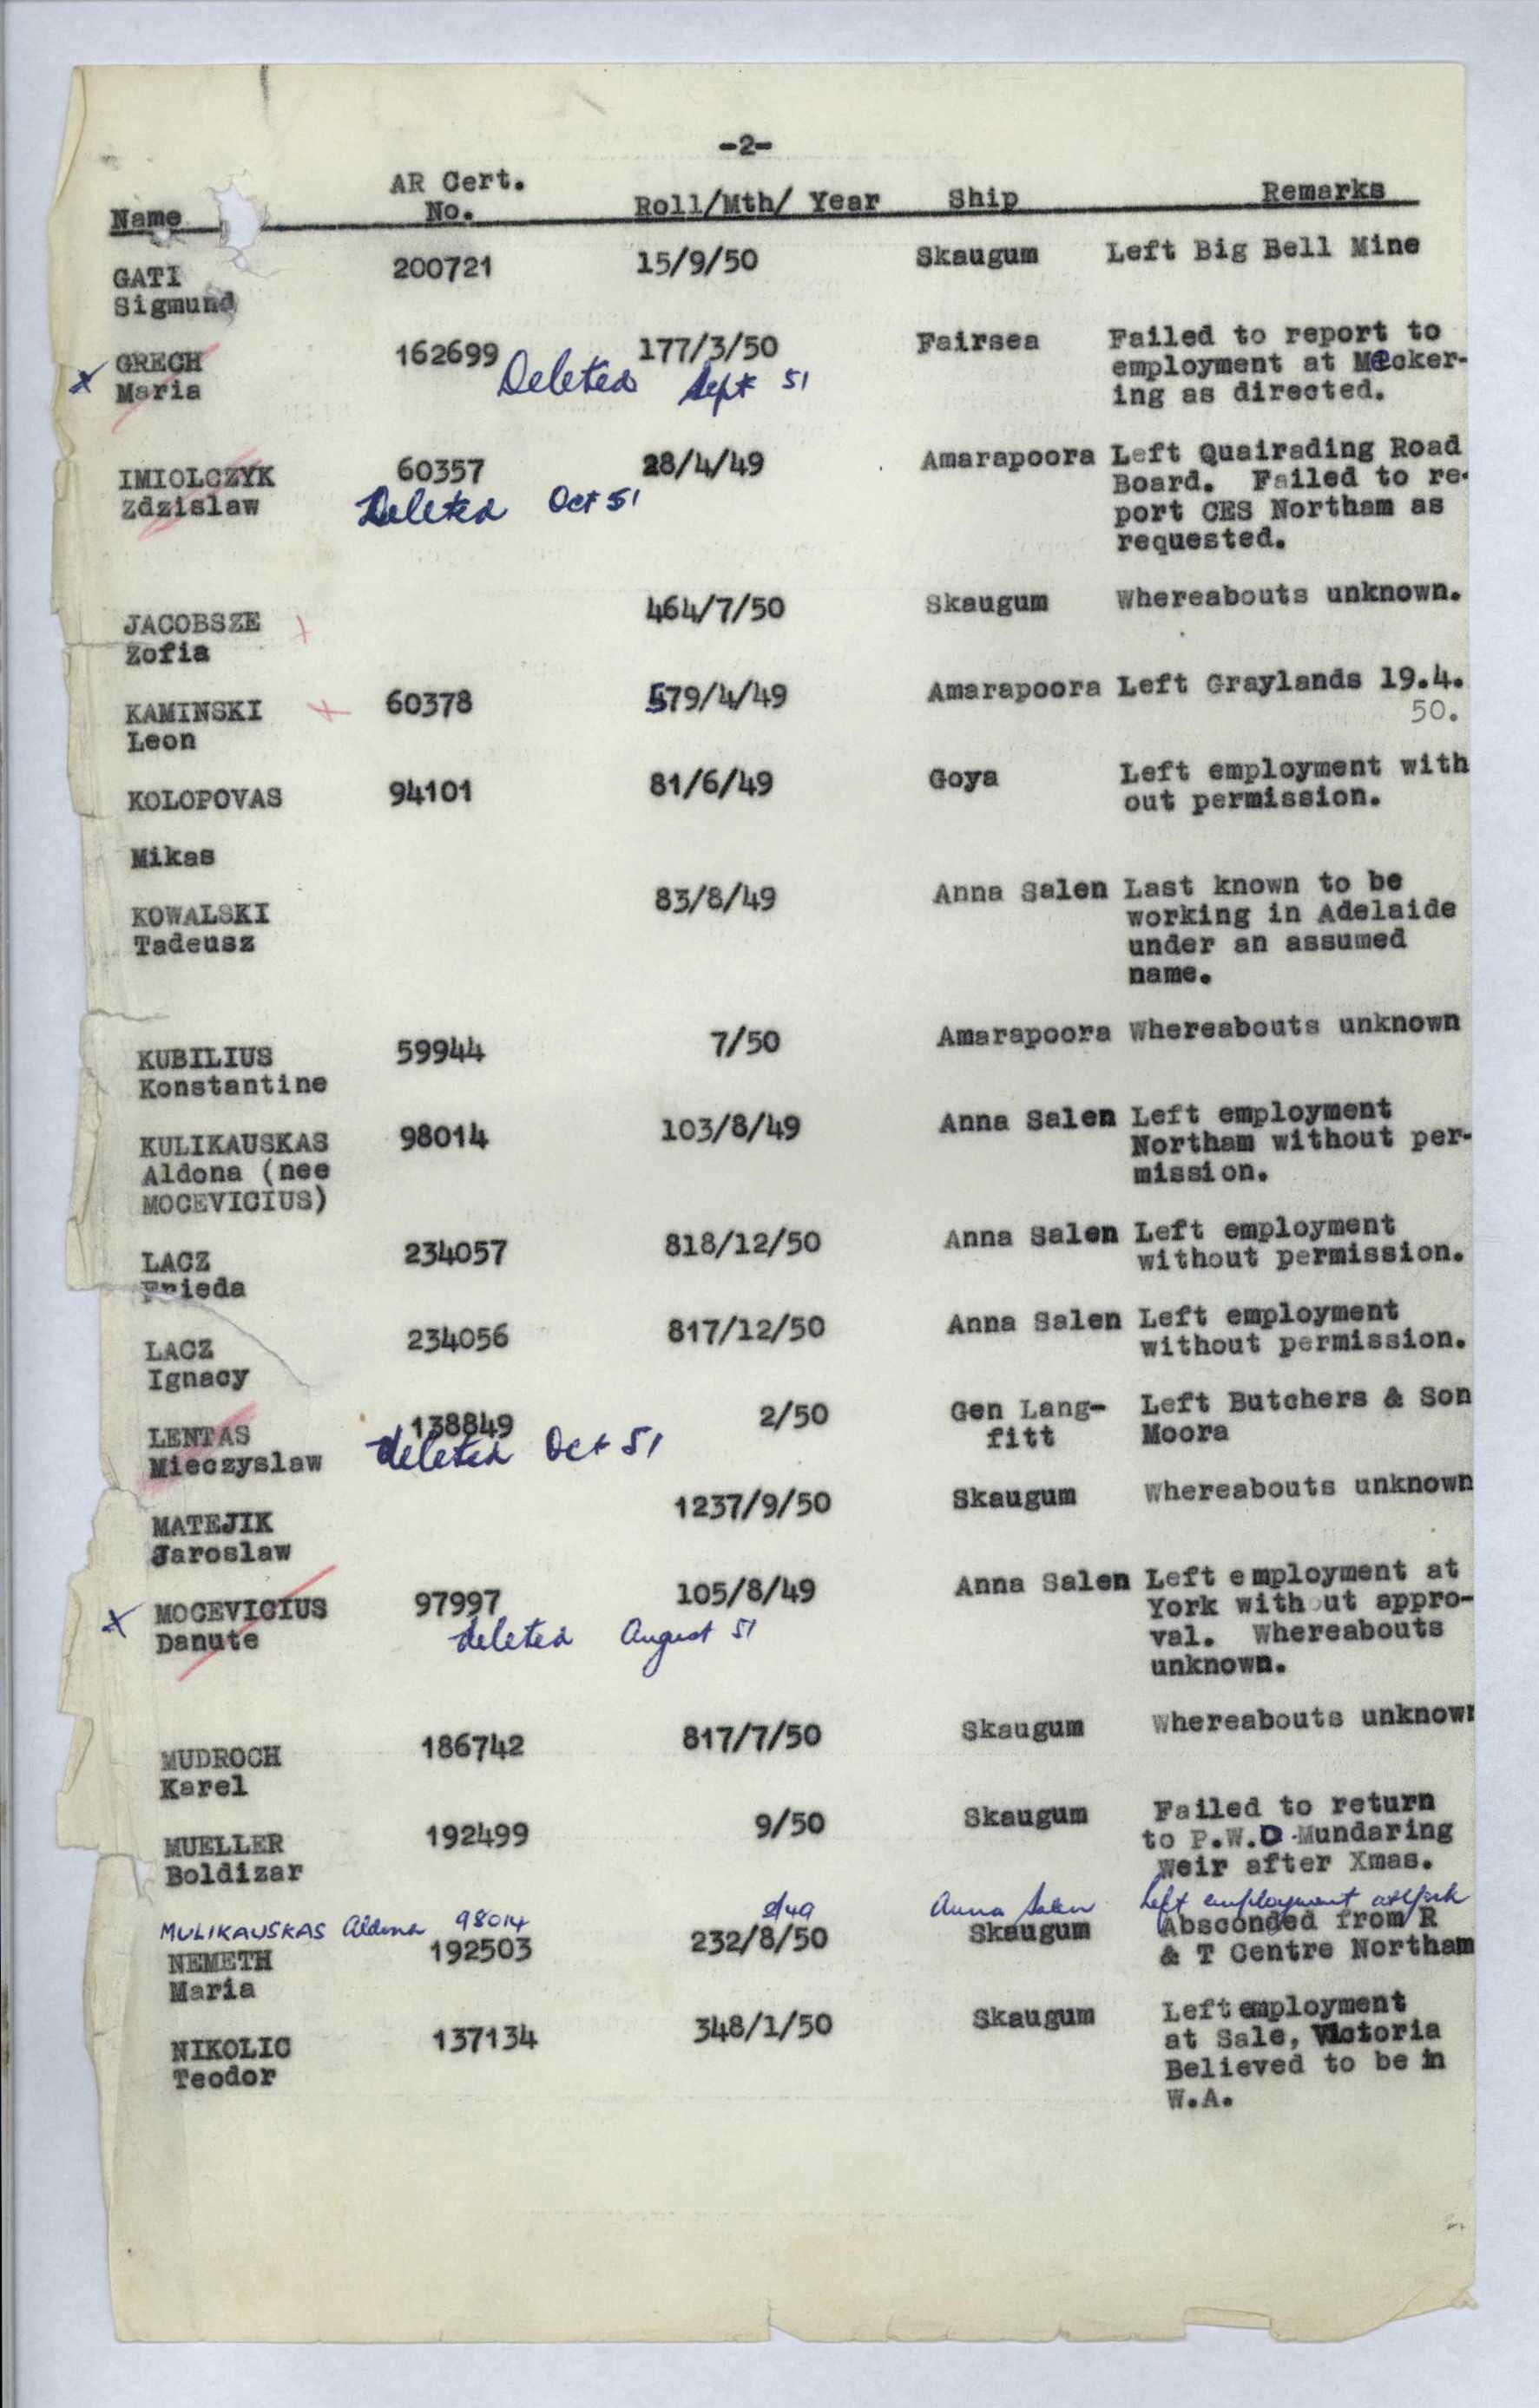 -2-
Name AR Cert. No. Roll/Mth/ Year Ship Remarks
GATI 200721 15/9/50 Skaugum Left Big Bell Mine
Sigmund
x GRECH 162699 177/3/50 Fairsea Failed to report to
Maria Deleted Sept 51 employment at Mecker-
ing as directed.
IMIOLCZYK 60357 28/4/49 Amarapoora Left Quairading Road
Zdzislaw Deleted Oct 51 Board. Failed to re-
port CES Northam as
requested.
JACOBSZE x 464/7/50 Skaugum Whereabouts unknown.
Zofia
KAMINSKI x 60378 579/4/49 Amarapoora Left Graylands 19.4.
Leon 50.
KOLOPOVAS 94101 81/6/49 Goya Left employment with
out permission.
Mikas
KOWALSKI 83/8/49 Anna Salen Last known to be
Tadeusz working in Adelaide
under an assumed
name.
KUBILIUS 59944 7/50 Amarapoora Whereabouts unknown
Konstantine
KULIKAUSKAS 98014 103/8/49 Anna Salen Left employment
Aldona (nee Northam without per-
MOCEVICIUS) mission.
LACZ 234057 818/12/50 Anna Salen Left employment
Frieda without permission.
LACZ 234056 817/12/50 Anna Salen Left employment
Ignacy without permission.
LENTAS 138849 2/50 Gen Lang- Left Butchers & Son
Mieczyslaw deleted Oct 51 fitt Moora
MATEJIK 1237/9/50 Skaugum Whereabouts unknown
Jaroslaw
x MOCEVICIUS 97997 105/8/49 Anna Salen Left employment at
Danute deleted August 51 York without appro-
val. Whereabouts
unknown.
MUDROCH 186742 817/7/50 Skaugum Whereabouts unknown
Karel
MUELLER 192499 9/50 Skaugum Failed to return
Boldizar to P.W.D Mundaring
Weir after Xmas.
MULIKAUSKAS Aldona 98014 Anna Salen Left employment at York
NEMETH 192503 232/8/50 Skaugum Absconded from R
Maria & T Centre Northam
NIKOLIC 137134 348/1/50 Skaugum Left employment
Teodor at Sale, Victoria
Believed to be in
W.A.